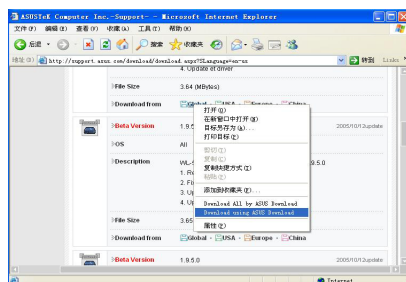 ASUSTeK Computer Inc.-Support- - Microsoft Internet Explorer
文件(F) 编辑(E) 查看(V) 收藏(A) 工具(T) 帮助(H)
后退 搜索 收藏夹
地址(D) http://support.asus.com/download/download.aspx?SLanguage=en-us 转到 Links
4. Update et driver
File Size 3.64 (MBytes)
Download from Global USA Europe China
打开(O)
在新窗口中打开(N)
目标另存为(A)...
打印目标(P)
剪切(T)
复制(C)
复制快捷方式(T)
粘贴(P)
添加到收藏夹(F)...
Download All by ASUS Download
Download using ASUS Download
属性(R)
Beta Version 1.9.5 2005/10/12update
OS All
Description WL-5 9.5.0
1. Re
2. Fi
3. Up
4. Up
File Size 3.65
Download from Global USA Europe China
Beta Version 1.9.5.0 2005/10/12update
Internet